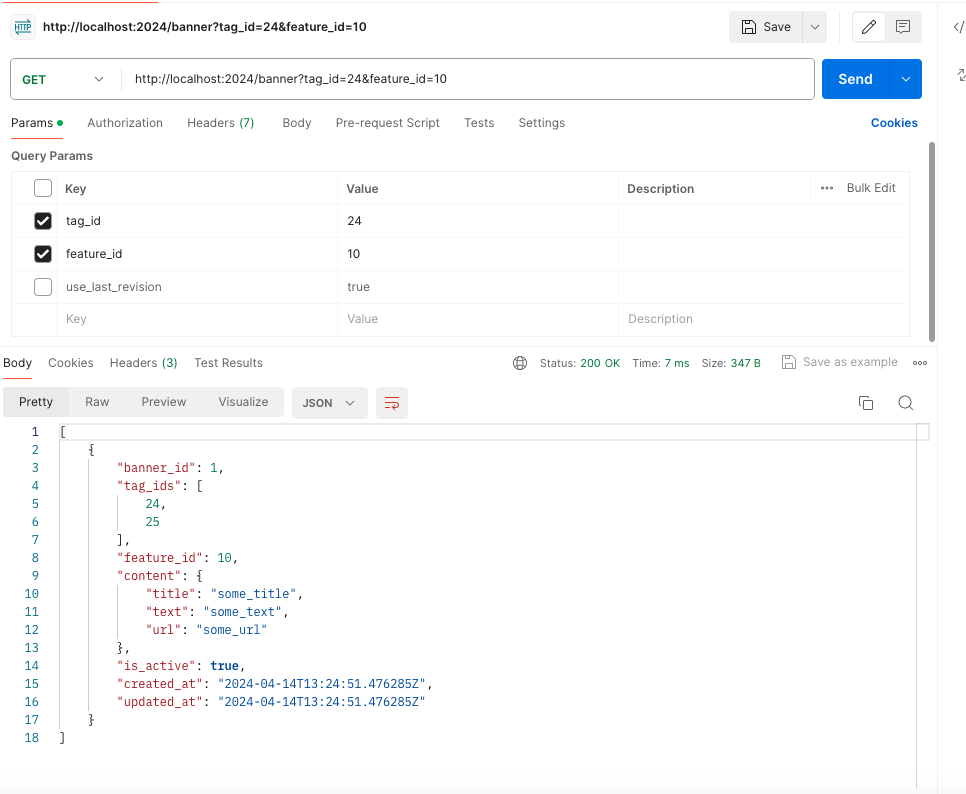 HTTP http://localhost:2024/banner?tag_id=24&feature_id=10 Save
GET http://localhost:2024/banner?tag_id=24&feature_id=10 Send
Params Authorization Headers (7) Body Pre-request Script Tests Settings Cookies
Query Params
Key Value Description ••• Bulk Edit
tag_id 24
feature_id 10
use_last_revision true
Key Value Description
Body Cookies Headers (3) Test Results Status: 200 OK Time: 7 ms Size: 347 B Save as example
Pretty Raw Preview Visualize JSON
1 [
2 {
3 "banner_id": 1,
4 "tag_ids": [
5 24,
6 25
7 ],
8 "feature_id": 10,
9 "content": {
10 "title": "some_title",
11 "text": "some_text",
12 "url": "some_url"
13 },
14 "is_active": true,
15 "created_at": "2024-04-14T13:24:51.476285Z",
16 "updated_at": "2024-04-14T13:24:51.476285Z"
17 }
18 ]